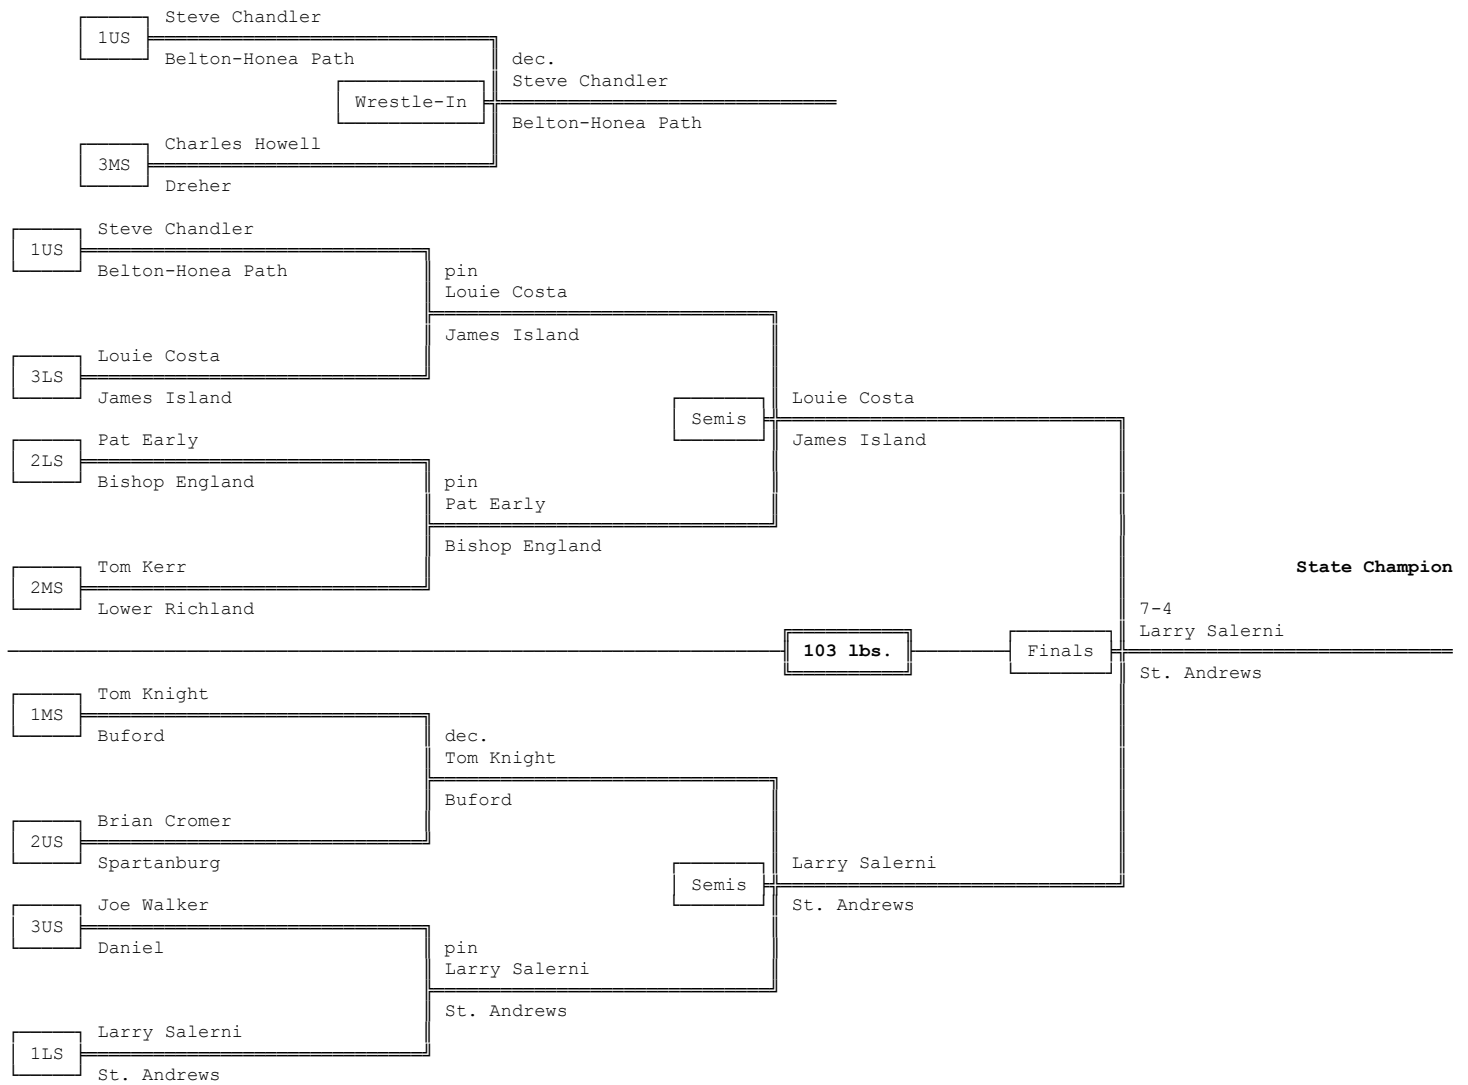 Steve Chandler
1US
Belton-Honea Path
dec.
Steve Chandler
Wrestle-In
Belton-Honea Path
Charles Howell
3MS
Dreher
Steve Chandler
1US
Belton-Honea Path
pin
Louie Costa
James Island
Louie Costa
3LS
James Island
Louie Costa
Semis
James Island
Pat Early
2LS
Bishop England
pin
Pat Early
Bishop England
Tom Kerr
State Champion
2MS
Lower Richland
7-4
Larry Salerni
103 lbs.
Finals
St. Andrews
Tom Knight
1MS
Buford
dec.
Tom Knight
Buford
Brian Cromer
2US
Spartanburg
Larry Salerni
Semis
St. Andrews
Joe Walker
3US
Daniel
pin
Larry Salerni
St. Andrews
Larry Salerni
1LS
St. Andrews